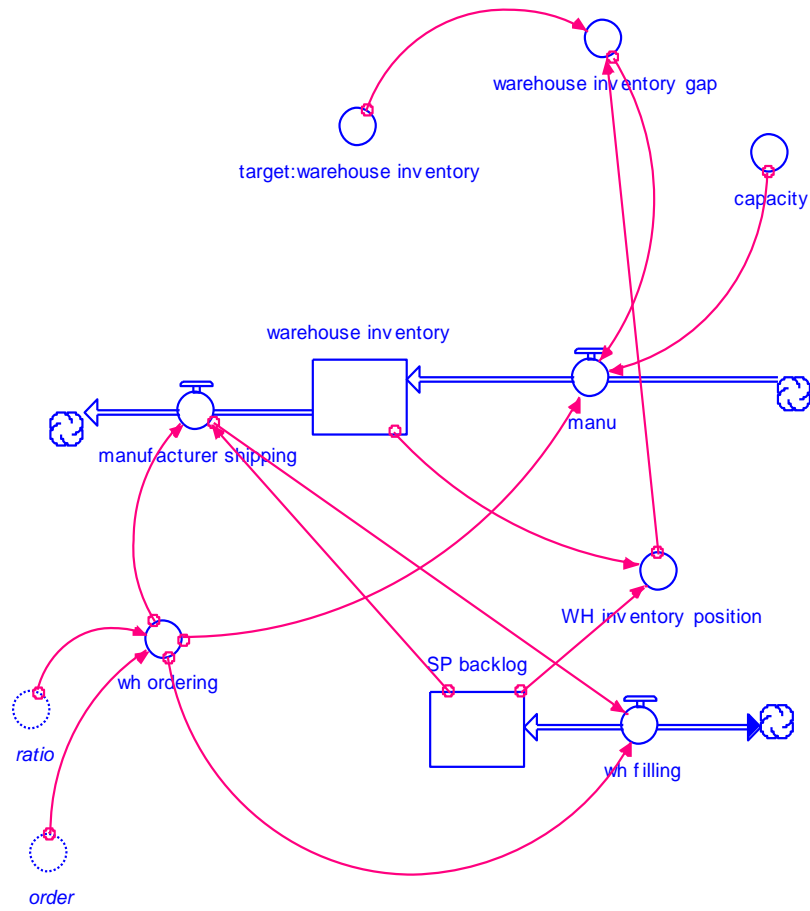 warehouse inventory gap
target:warehouse inventory
capacity
warehouse inventory
manu
manufacturer shipping
WH inventory position
SP backlog
wh ordering
ratio
wh filling
order